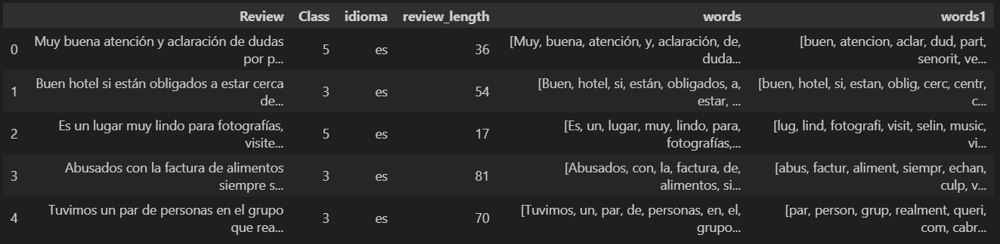 Review Class idioma review_length words words1
0 Muy buena atención y aclaración de dudas por p... 5 es 36 [Muy, buena, atención, y, aclaración, de, duda... [buen, atencion, aclar, dud, part, senorit, ve...
1 Buen hotel si están obligados a estar cerca de... 3 es 54 [Buen, hotel, si, están, obligados, a, estar, ... [buen, hotel, si, estan, oblig, cerc, centr, c...
2 Es un lugar muy lindo para fotografías, visite... 5 es 17 [Es, un, lugar, muy, lindo, para, fotografías,... [lug, lind, fotografi, visit, selin, music, vi...
3 Abusados con la factura de alimentos siempre s... 3 es 81 [Abusados, con, la, factura, de, alimentos, si... [abus, factur, aliment, siempr, echan, culp, v...
4 Tuvimos un par de personas en el grupo que rea... 3 es 70 [Tuvimos, un, par, de, personas, en, el, grupo... [par, person, grup, realment, queri, com, cabr...